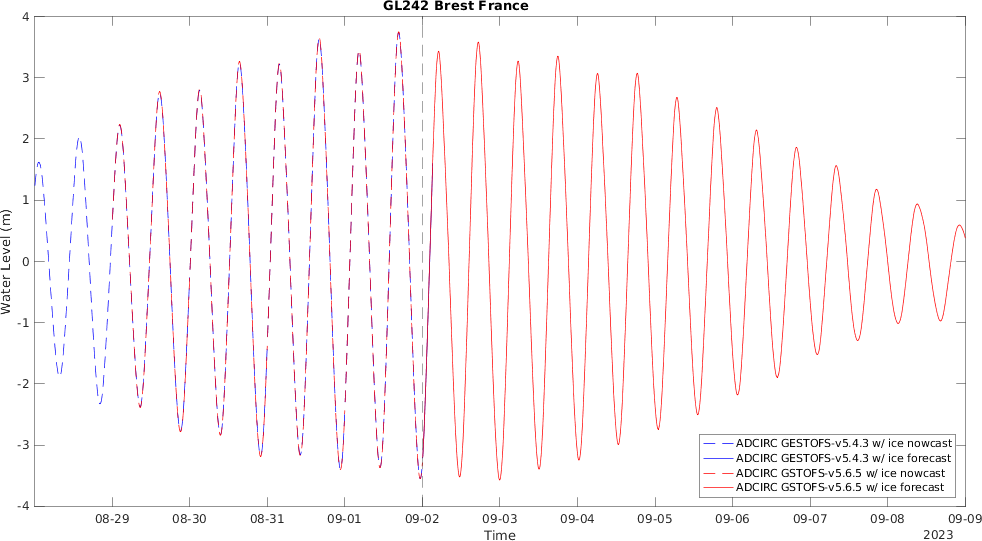 GL242 Brest France
4
3
2
1
0
-1
-2
-3
-4
Water Level (m)
ADCIRC GESTOFS-v5.4.3 w/ ice nowcast
ADCIRC GESTOFS-v5.4.3 w/ ice forecast
ADCIRC GSTOFS-v5.6.5 w/ ice nowcast
ADCIRC GSTOFS-v5.6.5 w/ ice forecast
08-29 08-30 08-31 09-01 09-02 09-03 09-04 09-05 09-06 09-07 09-08 09-09
Time
2023